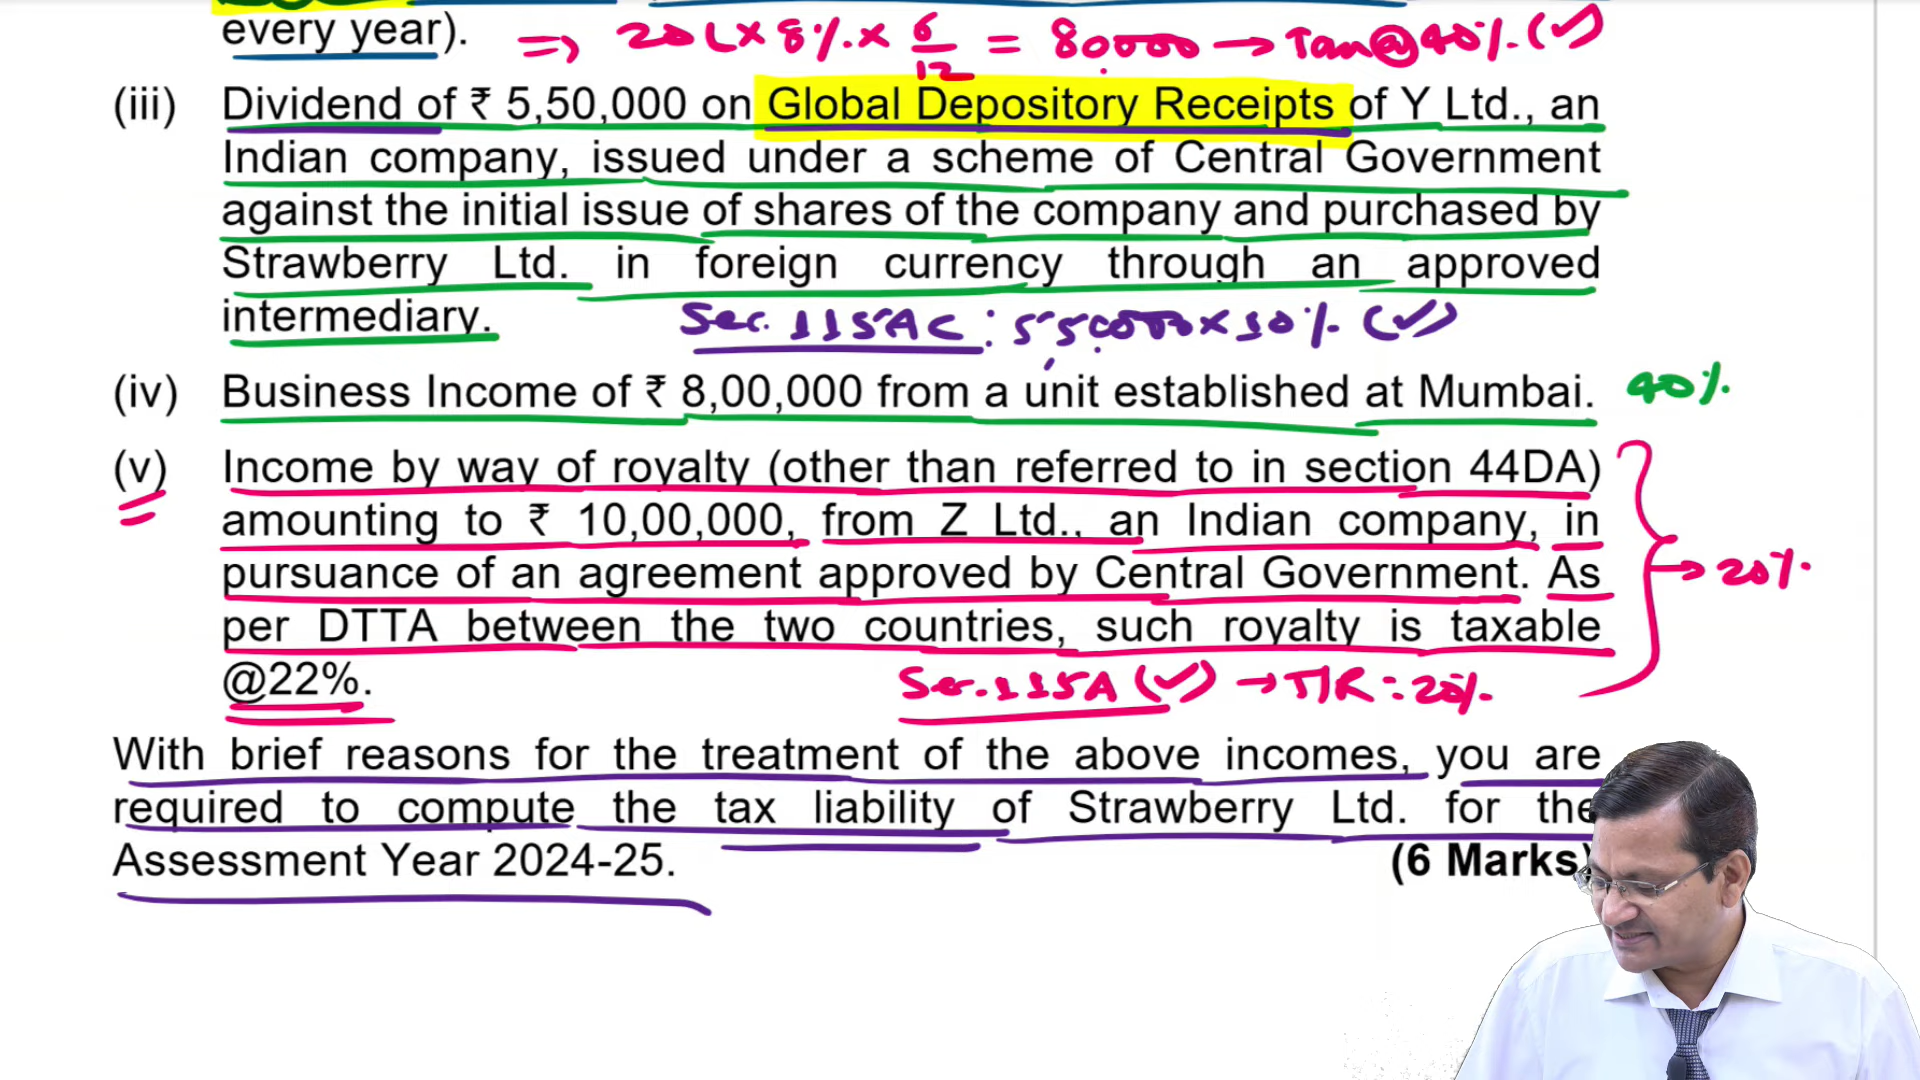 every year). ⇒ 20L×8%×6/12 = 80,000 → Tax@40%. (✓)
(iii) Dividend of ₹ 5,50,000 on Global Depository Receipts of Y Ltd., an
Indian company, issued under a scheme of Central Government
against the initial issue of shares of the company and purchased by
Strawberry Ltd. in foreign currency through an approved
intermediary. Sec. 115AC : 5,50,000×10% (✓)
(iv) Business Income of ₹ 8,00,000 from a unit established at Mumbai. 40%
(v) Income by way of royalty (other than referred to in section 44DA)
amounting to ₹ 10,00,000, from Z Ltd., an Indian company, in
pursuance of an agreement approved by Central Government. As → 20%
per DTTA between the two countries, such royalty is taxable
@22%. Sec. 115A (✓) → T/R : 20%
With brief reasons for the treatment of the above incomes, you are
required to compute the tax liability of Strawberry Ltd. for the
Assessment Year 2024-25. (6 Marks)